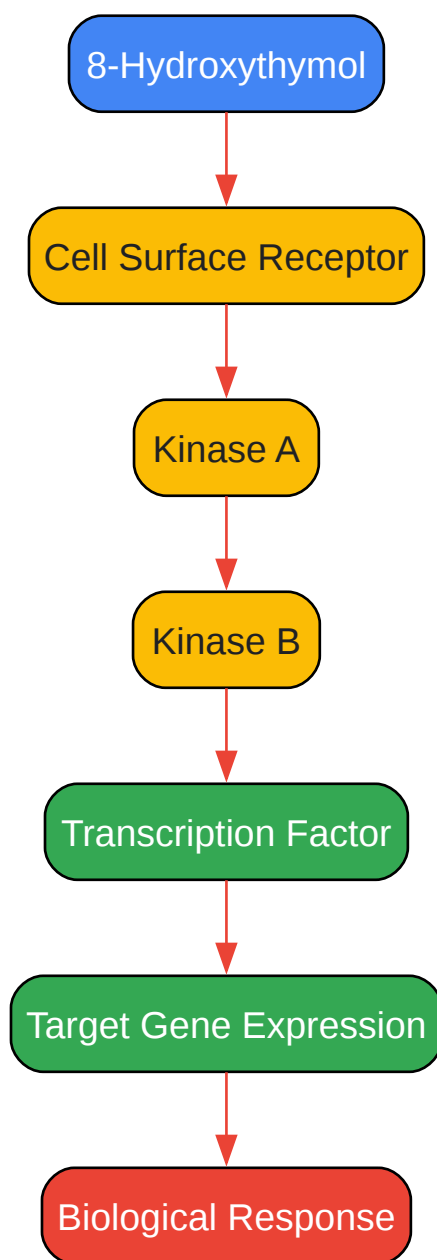 8-Hydroxythymol
Cell Surface Receptor
Kinase A
Kinase B
Transcription Factor
Target Gene Expression
Biological Response